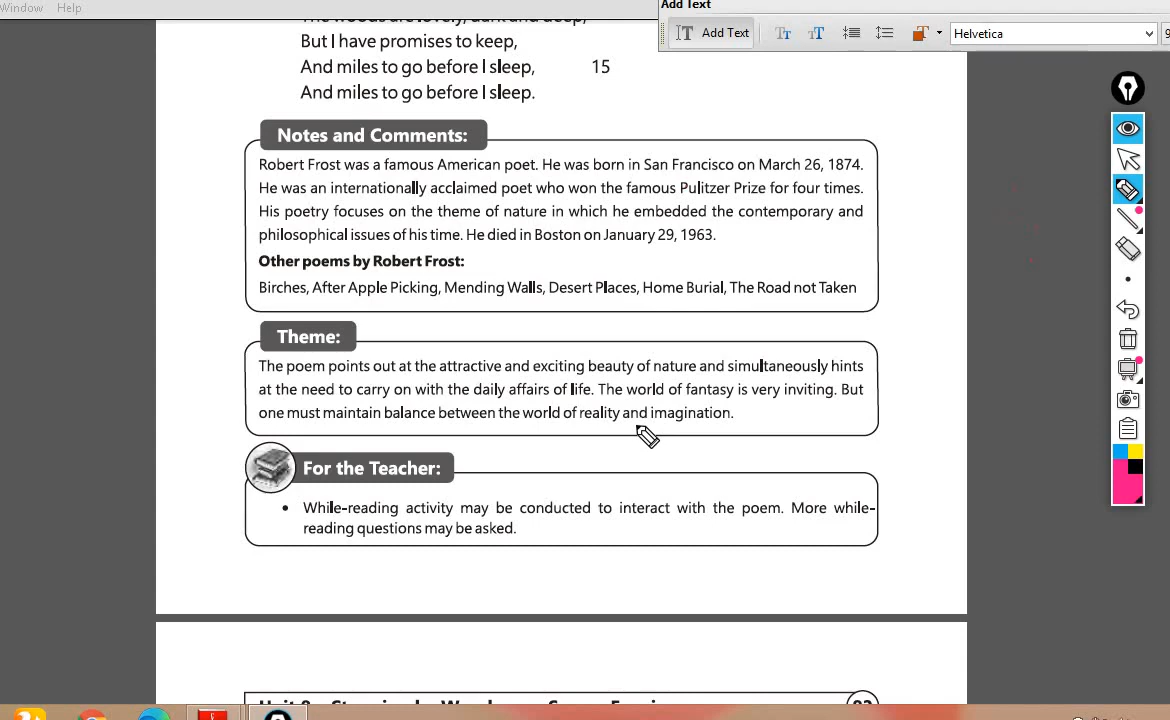 Window Help
Add Text
Add Text
Helvetica
The woods are lovely, dark and deep,
But I have promises to keep,
And miles to go before I sleep, 15
And miles to go before I sleep.
Notes and Comments:
Robert Frost was a famous American poet. He was born in San Francisco on March 26, 1874.
He was an internationally acclaimed poet who won the famous Pulitzer Prize for four times.
His poetry focuses on the theme of nature in which he embedded the contemporary and
philosophical issues of his time. He died in Boston on January 29, 1963.
Other poems by Robert Frost:
Birches, After Apple Picking, Mending Walls, Desert Places, Home Burial, The Road not Taken
Theme:
The poem points out at the attractive and exciting beauty of nature and simultaneously hints
at the need to carry on with the daily affairs of life. The world of fantasy is very inviting. But
one must maintain balance between the world of reality and imagination.
For the Teacher:
While-reading activity may be conducted to interact with the poem. More while-
reading questions may be asked.